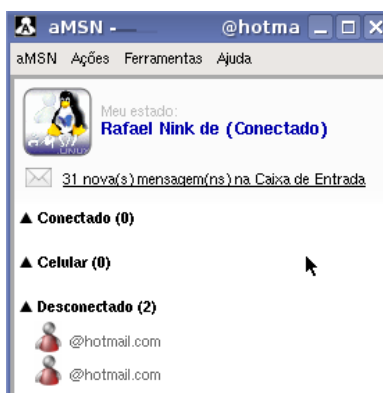 aMSN - @hotma
aMSN Ações Ferramentas Ajuda
Meu estado:
Rafael Nink de (Conectado)
31 nova(s) mensagem(ns) na Caixa de Entrada
▲ Conectado (0)
▲ Celular (0)
▲ Desconectado (2)
@hotmail.com
@hotmail.com